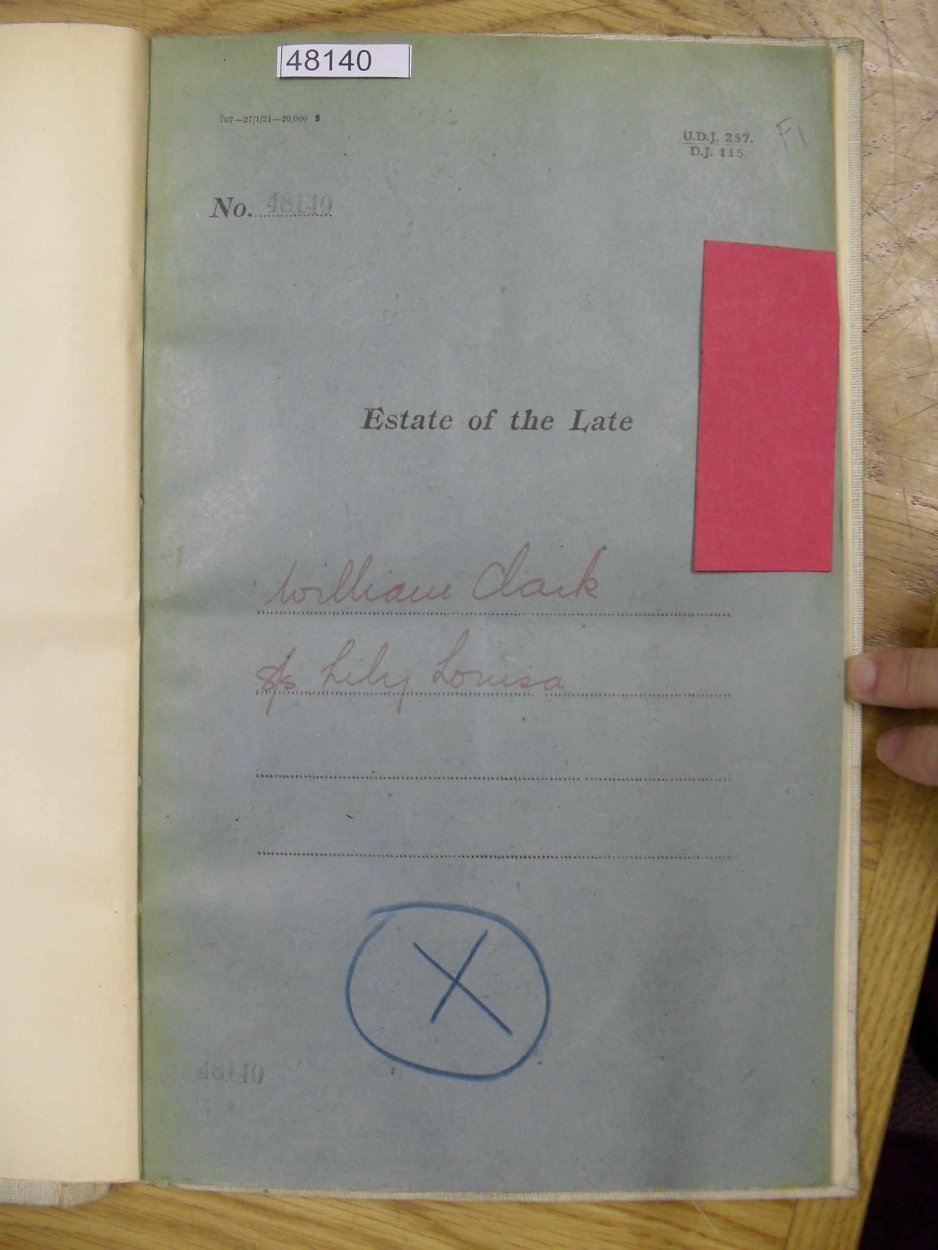 48140
707—27/1/21—20,000 S
U.D.J. 257.
D.J. 115.
F1
No. 48140
Estate of the Late
William Clark
s/s Lily Louisa
X
48140